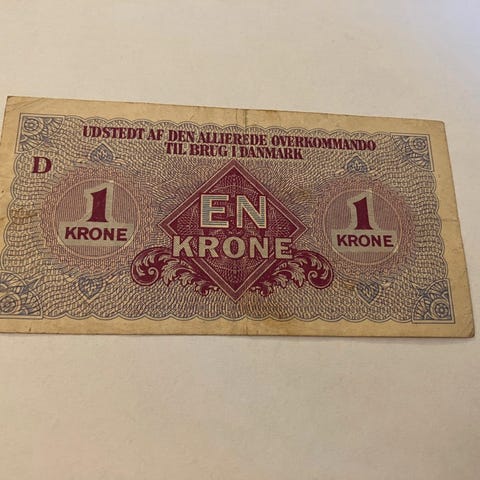 UDSTEDT AF DEN ALLIEREDE OVERKOMMANDO
TIL BRUG I DANMARK
D
1
KRONE
EN
KRONE
1
KRONE